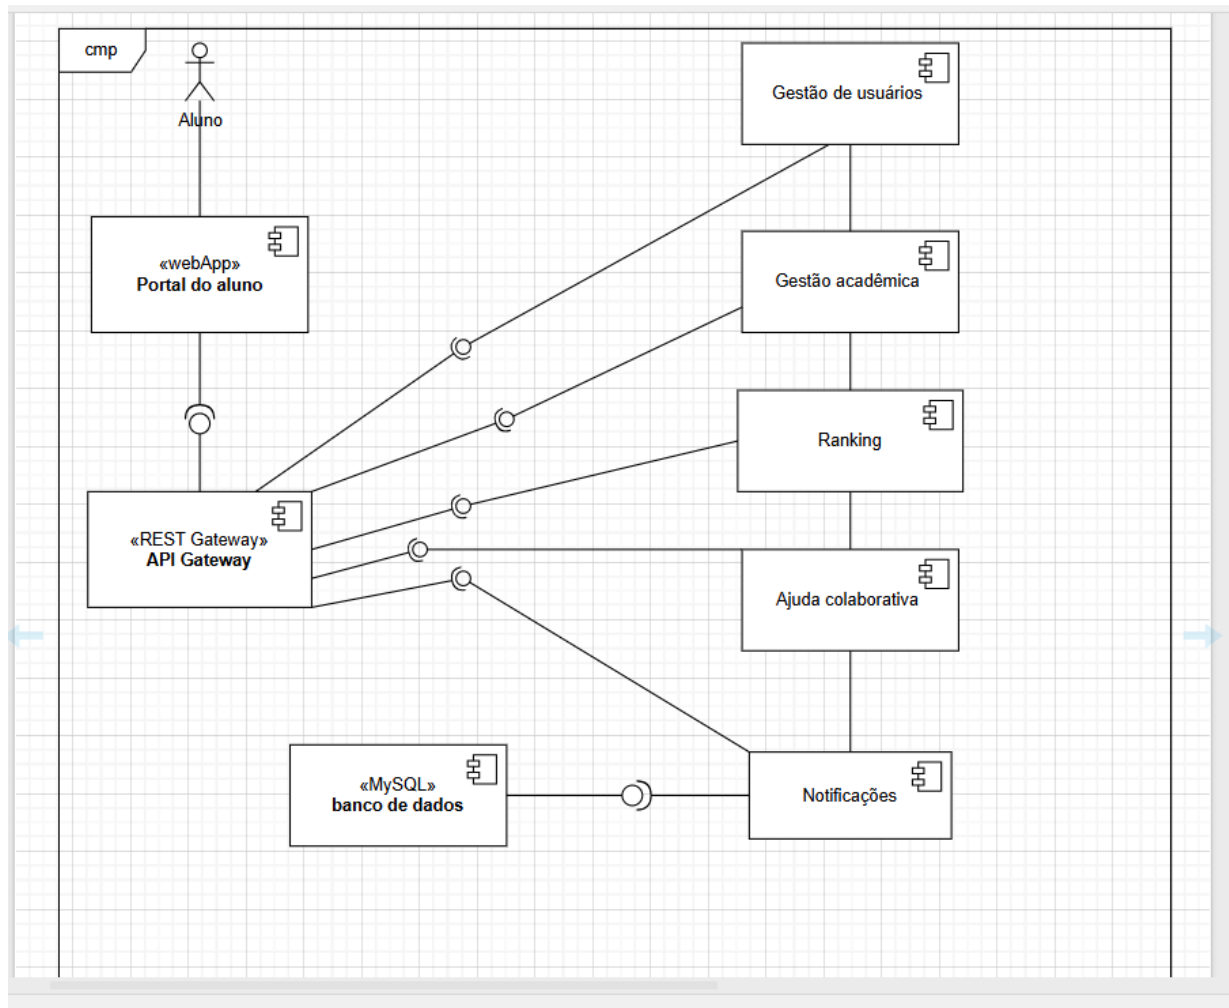 cmp
Aluno
Gestão de usuários
«webApp»
Portal do aluno
Gestão acadêmica
Ranking
«REST Gateway»
API Gateway
Ajuda colaborativa
«MySQL»
banco de dados
Notificações